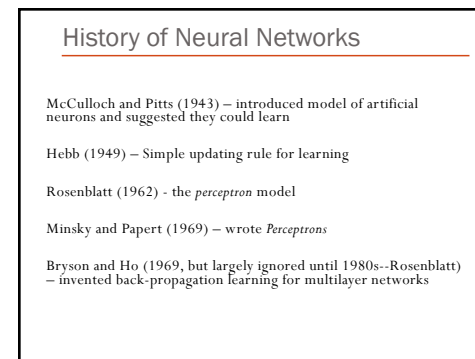 History of Neural Networks
McCulloch and Pitts (1943) – introduced model of artificial
neurons and suggested they could learn
Hebb (1949) – Simple updating rule for learning
Rosenblatt (1962) - the perceptron model
Minsky and Papert (1969) – wrote Perceptrons
Bryson and Ho (1969, but largely ignored until 1980s--Rosenblatt)
– invented back-propagation learning for multilayer networks